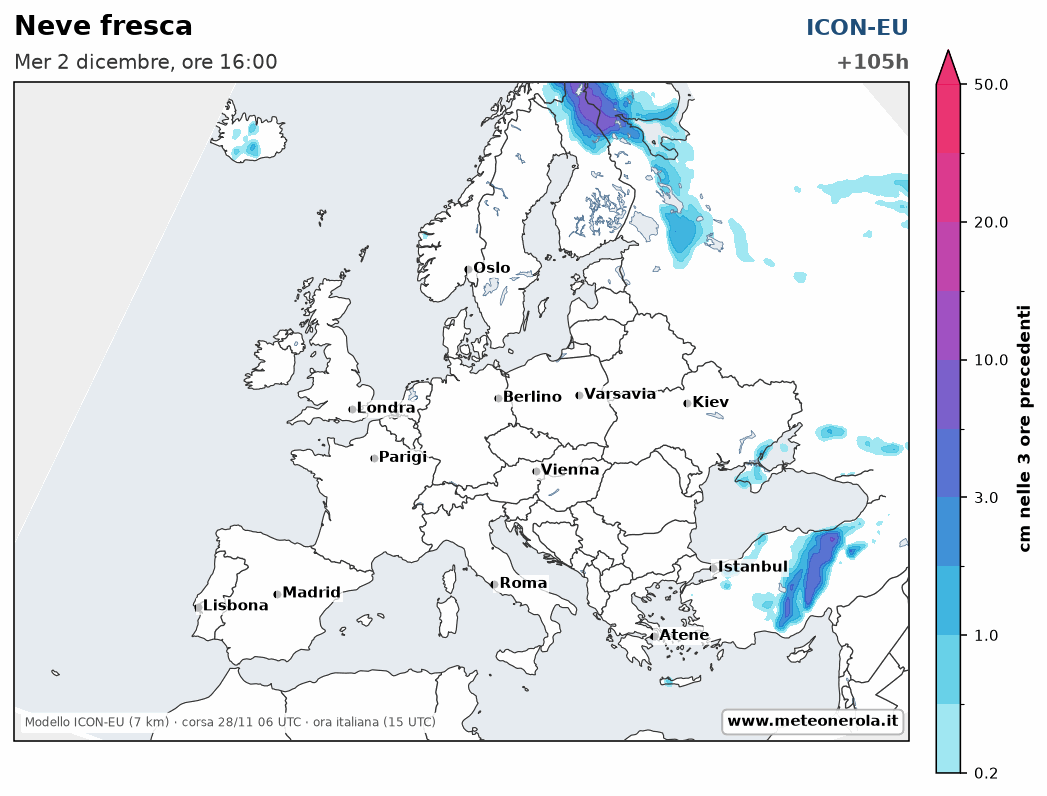 Neve fresca
ICON-EU
Mer 2 dicembre, ore 16:00
+105h
50.0
20.0
10.0
3.0
1.0
0.2
cm nelle 3 ore precedenti
Oslo
Londra
Berlino
Varsavia
Kiev
Parigi
Vienna
Istanbul
Roma
Madrid
Lisbona
Atene
Modello ICON-EU (7 km) · corsa 28/11 06 UTC · ora italiana (15 UTC)
www.meteonerola.it